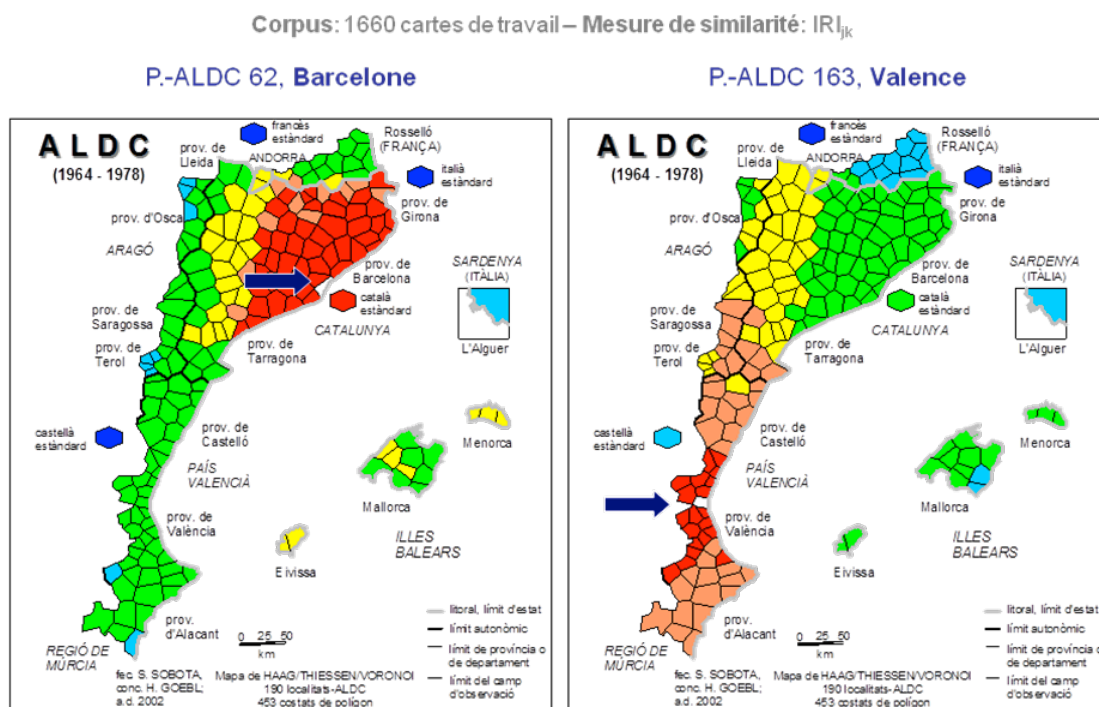 Corpus: 1660 cartes de travail – Mesure de similarité: IRIjk
P.-ALDC 62, Barcelone
P.-ALDC 163, Valence
ALDC
(1964 - 1978)
prov. de
Lleida
francès
estàndard
ANDORRA
Rosselló
(FRANÇA)
italià
estàndard
prov. de
Girona
prov. d'Osca
ARAGÓ
prov. de
Barcelona
SARDENYA
(ITÀLIA)
català
estàndard
CATALUNYA
prov. de
Saragossa
prov. de
Terol
prov. de
Tarragona
L'Alguer
castellà
estàndard
prov. de
Castelló
Menorca
PAÍS
VALENCIÀ
Mallorca
prov. de
València
ILLES
BALEARS
Eivissa
prov.
d'Alacant
REGIÓ DE
MÚRCIA
0 25 50
km
litoral, límit d'estat
límit autonòmic
límit de província o
de departament
límit del camp
d'observació
fec. S. SOBOTA,
conc. H. GOEBL;
a.d. 2002
Mapa de HAAG/THIESSEN/VORONOI
190 localitats-ALDC
453 costats de polígon
ALDC
(1964 - 1978)
prov. de
Lleida
francès
estàndard
ANDORRA
Rosselló
(FRANÇA)
italià
estàndard
prov. de
Girona
prov. d'Osca
ARAGÓ
prov. de
Barcelona
SARDENYA
(ITÀLIA)
català
estàndard
CATALUNYA
prov. de
Saragossa
prov. de
Terol
prov. de
Tarragona
L'Alguer
castellà
estàndard
prov. de
Castelló
Menorca
PAÍS
VALENCIÀ
Mallorca
prov. de
València
ILLES
BALEARS
Eivissa
prov.
d'Alacant
REGIÓ DE
MÚRCIA
0 25 50
km
litoral, límit d'estat
límit autonòmic
límit de província o
de departament
límit del camp
d'observació
fec. S. SOBOTA,
conc. H. GOEBL;
a.d. 2002
Mapa de HAAG/THIESSEN/VORONOI
190 localitats-ALDC
453 costats de polígon